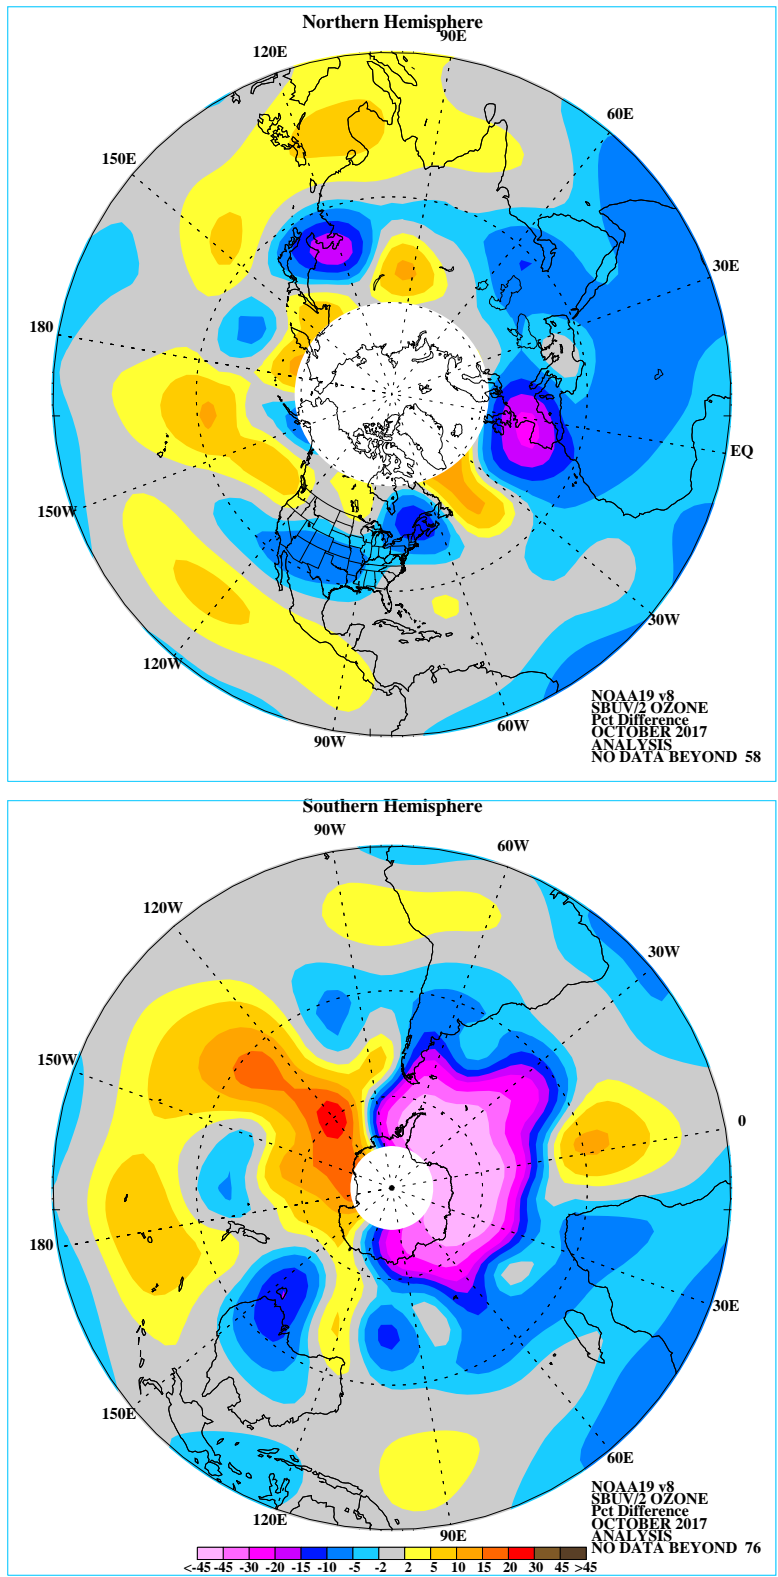 Northern Hemisphere
90E
120E
60E
150E
30E
180
EQ
150W
30W
120W
60W
90W
NOAA19 v8
SBUV/2 OZONE
Pct Difference
OCTOBER 2017
ANALYSIS
NO DATA BEYOND 58
Southern Hemisphere
90W
60W
120W
30W
150W
0
180
30E
150E
60E
120E
90E
NOAA19 v8
SBUV/2 OZONE
Pct Difference
OCTOBER 2017
ANALYSIS
NO DATA BEYOND 76
<-45 -45 -30 -20 -15 -10 -5 -2 2 5 10 15 20 30 45 >45